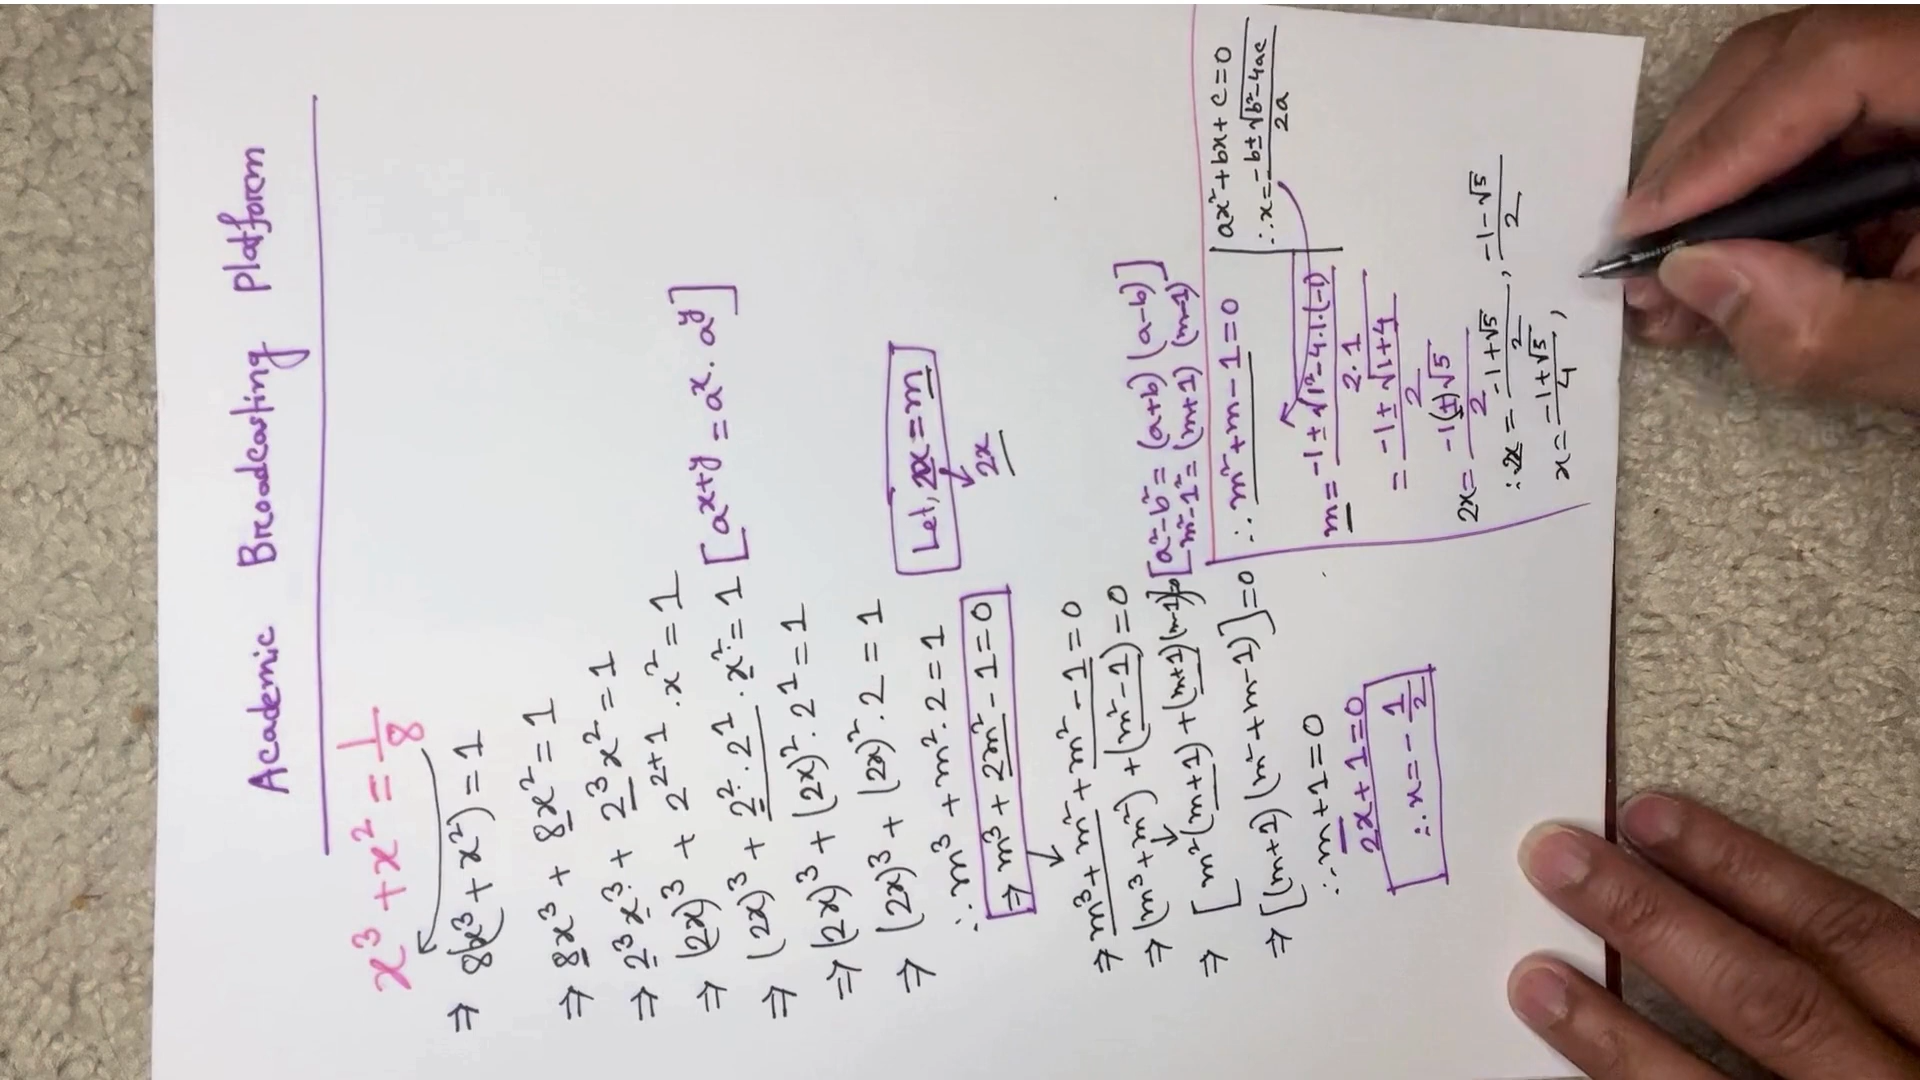 Academic Broadcasting Platform
x³ + x² = 1/8
⇒ 8(x³ + x²) = 1
⇒ 8x³ + 8x² = 1
⇒ 2³x³ + 2³x² = 1
⇒ (2x)³ + 2²⁺¹ . x² = 1
⇒ (2x)³ + 2² . 2¹ . x² = 1 [aˣ⁺ʸ = aˣ . aʸ]
⇒ (2x)³ + (2x)² . 2¹ = 1
⇒ (2x)³ + (2x)² . 2 = 1
∴ m³ + m² . 2 = 1
Let, 2x = m
2x
⇒ m³ + 2m² - 1 = 0
⇒ m³ + m² + m² - 1 = 0
⇒ (m³ + m²) + (m² - 1) = 0
⇒ [m²(m+1) + (m+1)(m-1)] = 0
[a² - b² = (a+b) (a-b)]
m² - 1² = (m+1) (m-1)
⇒ [(m+1) (m² + m - 1)] = 0
∴ m + 1 = 0
2x + 1 = 0
∴ x = - 1/2
∴ m² + m - 1 = 0
ax² + bx + c = 0
∴ x = -b ± √b² - 4ac / 2a
m = -1 ± √1² - 4.1.(-1) / 2.1
= -1 ± √1+4 / 2
2x = -1 (±) √5 / 2
∴ 2x = -1+√5 / 2 , -1-√5 / 2
x = -1+√5 / 4 ,